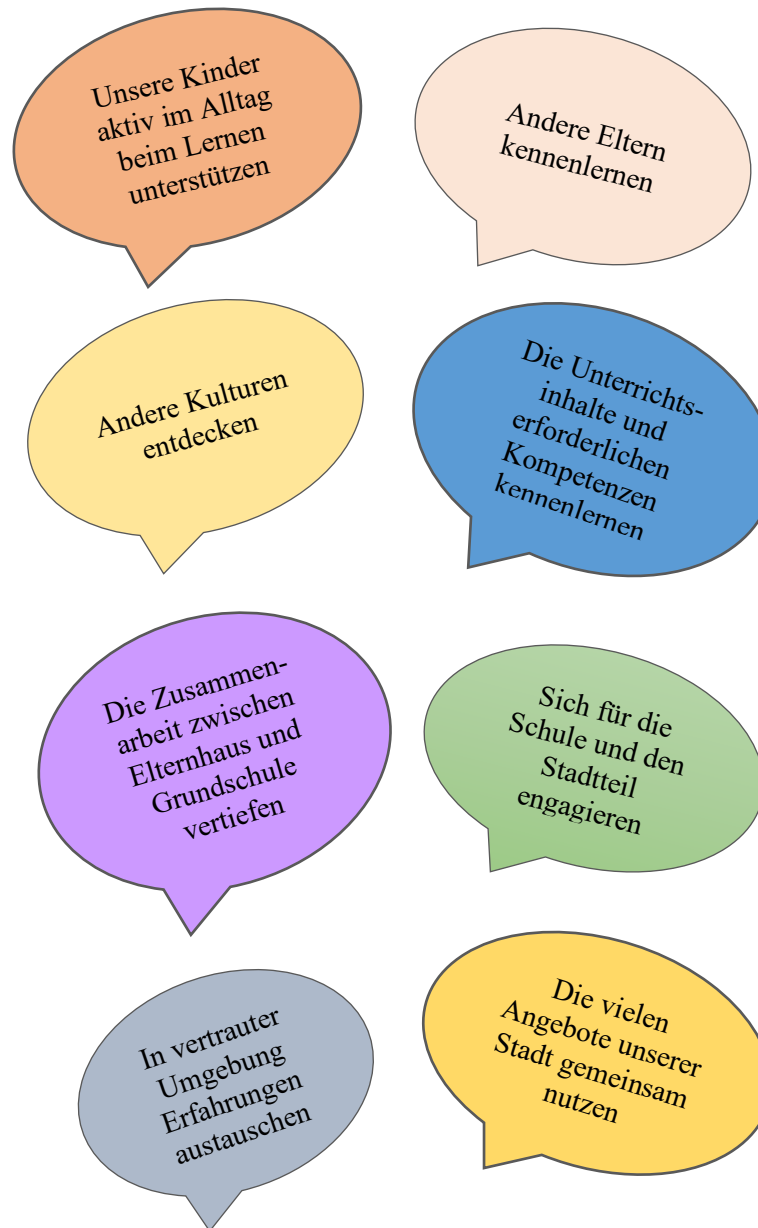 Unsere Kinder
aktiv im Alltag
beim Lernen
unterstützen
Andere Eltern
kennenlernen
Andere Kulturen
entdecken
Die Unterrichts-
inhalte und
erforderlichen
Kompetenzen
kennenlernen
Die Zusammen-
arbeit zwischen
Elternhaus und
Grundschule
vertiefen
Sich für die
Schule und den
Stadtteil
engagieren
In vertrauter
Umgebung
Erfahrungen
austauschen
Die vielen
Angebote unserer
Stadt gemeinsam
nutzen